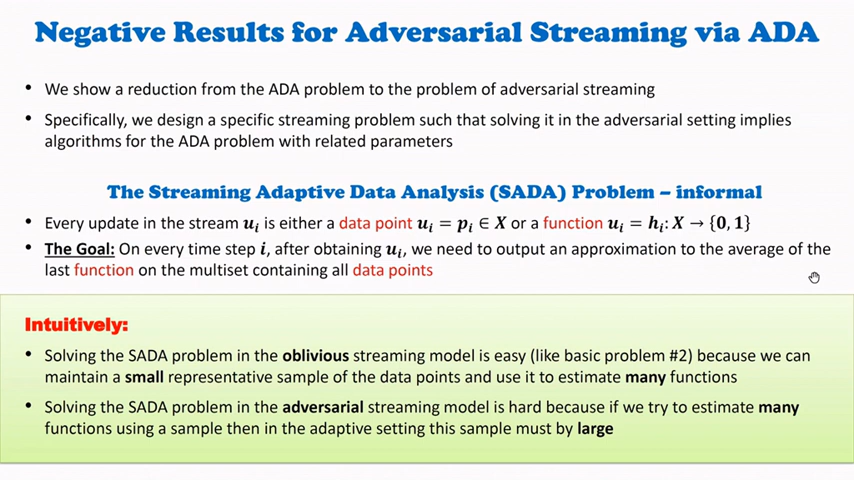 Negative Results for Adversarial Streaming via ADA
• We show a reduction from the ADA problem to the problem of adversarial streaming
• Specifically, we design a specific streaming problem such that solving it in the adversarial setting implies
algorithms for the ADA problem with related parameters
The Streaming Adaptive Data Analysis (SADA) Problem – informal
• Every update in the stream uᵢ is either a data point uᵢ = pᵢ ∈ X or a function uᵢ = hᵢ: X → {0, 1}
• The Goal: On every time step i, after obtaining uᵢ, we need to output an approximation to the average of the
last function on the multiset containing all data points
Intuitively:
• Solving the SADA problem in the oblivious streaming model is easy (like basic problem #2) because we can
maintain a small representative sample of the data points and use it to estimate many functions
• Solving the SADA problem in the adversarial streaming model is hard because if we try to estimate many
functions using a sample then in the adaptive setting this sample must by large